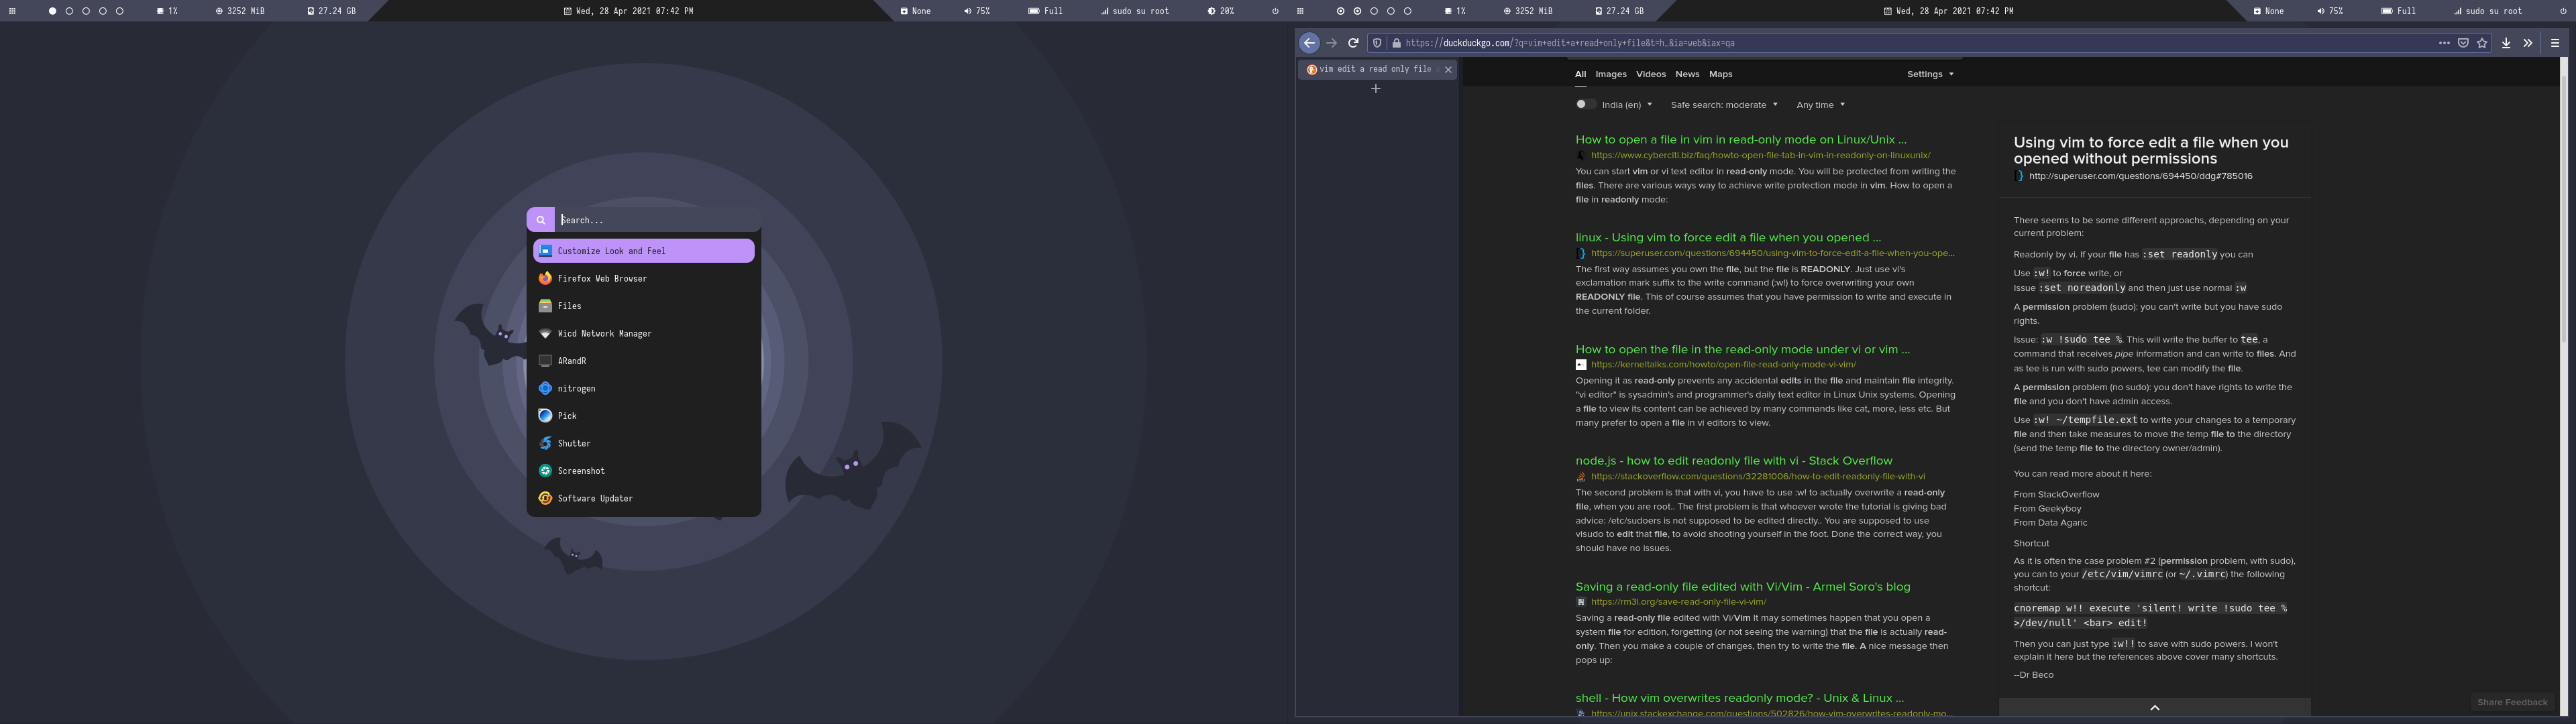 1%
3252 MiB
27.24 GB
Wed, 28 Apr 2021 07:42 PM
None
75%
Full
sudo su root
20%
Search...
Customize Look and Feel
Firefox Web Browser
Files
Wicd Network Manager
ARandR
nitrogen
Pick
Shutter
Screenshot
Software Updater
1%
3252 MiB
27.24 GB
Wed, 28 Apr 2021 07:42 PM
None
75%
Full
sudo su root
https://duckduckgo.com/?q=vim+edit+a+read+only+file&t=h_&ia=web&iax=qa
vim edit a read only file
All Images Videos News Maps
Settings
India (en)
Safe search: moderate
Any time
How to open a file in vim in read-only mode on Linux/Unix ...
https://www.cyberciti.biz/faq/howto-open-file-tab-in-vim-in-readonly-on-linuxunix/
You can start vim or vi text editor in read-only mode. You will be protected from writing the
files. There are various ways way to achieve write protection mode in vim. How to open a
file in readonly mode:
linux - Using vim to force edit a file when you opened ...
https://superuser.com/questions/694450/using-vim-to-force-edit-a-file-when-you-ope...
The first way assumes you own the file, but the file is READONLY. Just use vi's
exclamation mark suffix to the write command (:w!) to force overwriting your own
READONLY file. This of course assumes that you have permission to write and execute in
the current folder.
How to open the file in the read-only mode under vi or vim ...
https://kerneltalks.com/howto/open-file-read-only-mode-vi-vim/
Opening it as read-only prevents any accidental edits in the file and maintain file integrity.
"vi editor" is sysadmin's and programmer's daily text editor in Linux Unix systems. Opening
a file to view its content can be achieved by many commands like cat, more, less etc. But
many prefer to open a file in vi editors to view.
node.js - how to edit readonly file with vi - Stack Overflow
https://stackoverflow.com/questions/32281006/how-to-edit-readonly-file-with-vi
The second problem is that with vi, you have to use :w! to actually overwrite a read-only
file, when you are root.. The first problem is that whoever wrote the tutorial is giving bad
advice: /etc/sudoers is not supposed to be edited directly.. You are supposed to use
visudo to edit that file, to avoid shooting yourself in the foot. Done the correct way, you
should have no issues.
Saving a read-only file edited with Vi/Vim - Armel Soro's blog
https://rm3l.org/save-read-only-file-vi-vim/
Saving a read-only file edited with Vi/Vim It may sometimes happen that you open a
system file for edition, forgetting (or not seeing the warning) that the file is actually read-
only. Then you make a couple of changes, then try to write the file. A nice message then
pops up:
shell - How vim overwrites readonly mode? - Unix & Linux ...
https://unix.stackexchange.com/questions/502826/how-vim-overwrites-readonly-mo...
Using vim to force edit a file when you
opened without permissions
http://superuser.com/questions/694450/ddg#785016
There seems to be some different approachs, depending on your
current problem:
Readonly by vi. If your file has :set readonly you can
Use :w! to force write, or
Issue :set noreadonly and then just use normal :w
A permission problem (sudo): you can't write but you have sudo
rights.
Issue: :w !sudo tee %. This will write the buffer to tee, a
command that receives pipe information and can write to files. And
as tee is run with sudo powers, tee can modify the file.
A permission problem (no sudo): you don't have rights to write the
file and you don't have admin access.
Use :w! ~/tempfile.ext to write your changes to a temporary
file and then take measures to move the temp file to the directory
(send the temp file to the directory owner/admin).
You can read more about it here:
From StackOverflow
From Geekyboy
From Data Agaric
Shortcut
As it is often the case problem #2 (permission problem, with sudo),
you can to your /etc/vim/vimrc (or ~/.vimrc) the following
shortcut:
cnoremap w!! execute 'silent! write !sudo tee %
>/dev/null' <bar> edit!
Then you can just type :w!! to save with sudo powers. I won't
explain it here but the references above cover many shortcuts.
--Dr Beco
Share Feedback